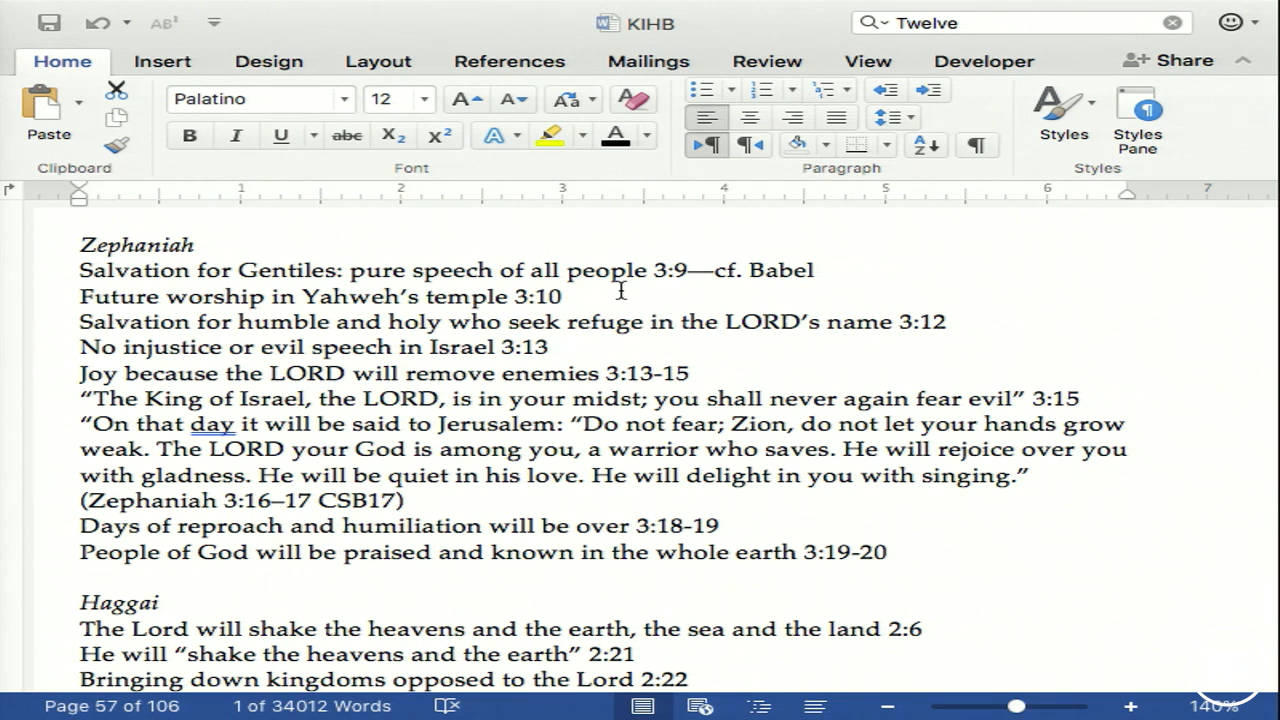 KIHB
Twelve
Home Insert Design Layout References Mailings Review View Developer Share
Paste
Palatino 12
Styles
Styles Pane
Clipboard Font Paragraph Styles
1 2 3 4 5 6 7
Zephaniah
Salvation for Gentiles: pure speech of all people 3:9—cf. Babel
Future worship in Yahweh’s temple 3:10
Salvation for humble and holy who seek refuge in the LORD’s name 3:12
No injustice or evil speech in Israel 3:13
Joy because the LORD will remove enemies 3:13-15
“The King of Israel, the LORD, is in your midst; you shall never again fear evil” 3:15
“On that day it will be said to Jerusalem: “Do not fear; Zion, do not let your hands grow
weak. The LORD your God is among you, a warrior who saves. He will rejoice over you
with gladness. He will be quiet in his love. He will delight in you with singing.”
(Zephaniah 3:16–17 CSB17)
Days of reproach and humiliation will be over 3:18-19
People of God will be praised and known in the whole earth 3:19-20
Haggai
The Lord will shake the heavens and the earth, the sea and the land 2:6
He will “shake the heavens and the earth” 2:21
Bringing down kingdoms opposed to the Lord 2:22
Page 57 of 106 1 of 34012 Words 140%